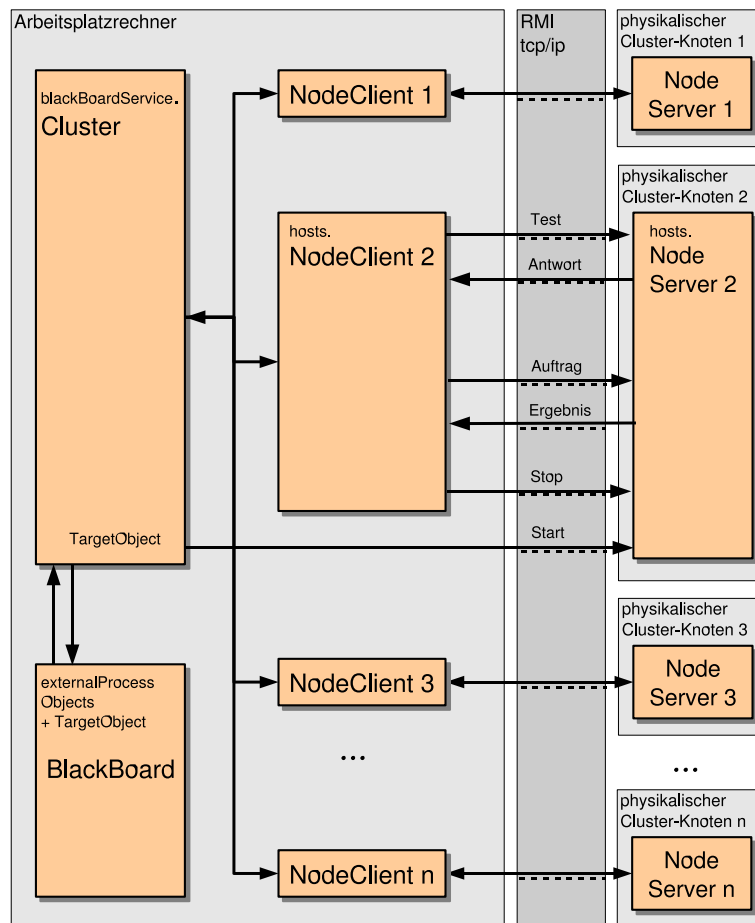 Arbeitsplatzrechner
RMI
tcp/ip
physikalischer
Cluster-Knoten 1
blackBoardService.
Cluster
NodeClient 1
Node
Server 1
physikalischer
Cluster-Knoten 2
hosts.
NodeClient 2
Test
hosts.
Node
Server 2
Antwort
Auftrag
Ergebnis
Stop
TargetObject
Start
physikalischer
Cluster-Knoten 3
externalProcess
Objects
+ TargetObject
BlackBoard
NodeClient 3
Node
Server 3
...
...
physikalischer
Cluster-Knoten n
NodeClient n
Node
Server n